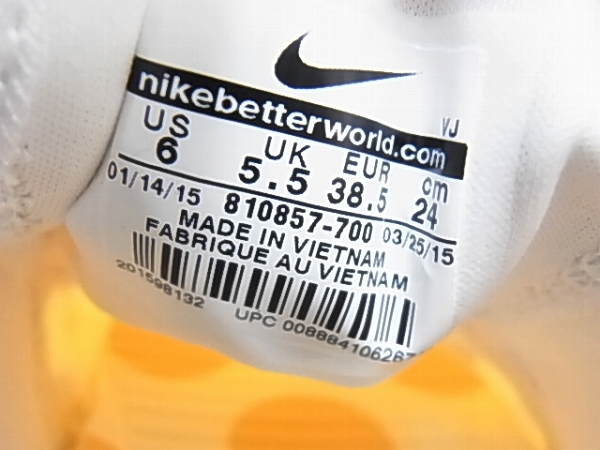 nikebetterworld.com
VJ
US UK EUR cm
6 5.5 38.5 24
01/14/15 810857-700 03/25/15
MADE IN VIETNAM
FABRIQUE AU VIETNAM
201598132 UPC 00888410626